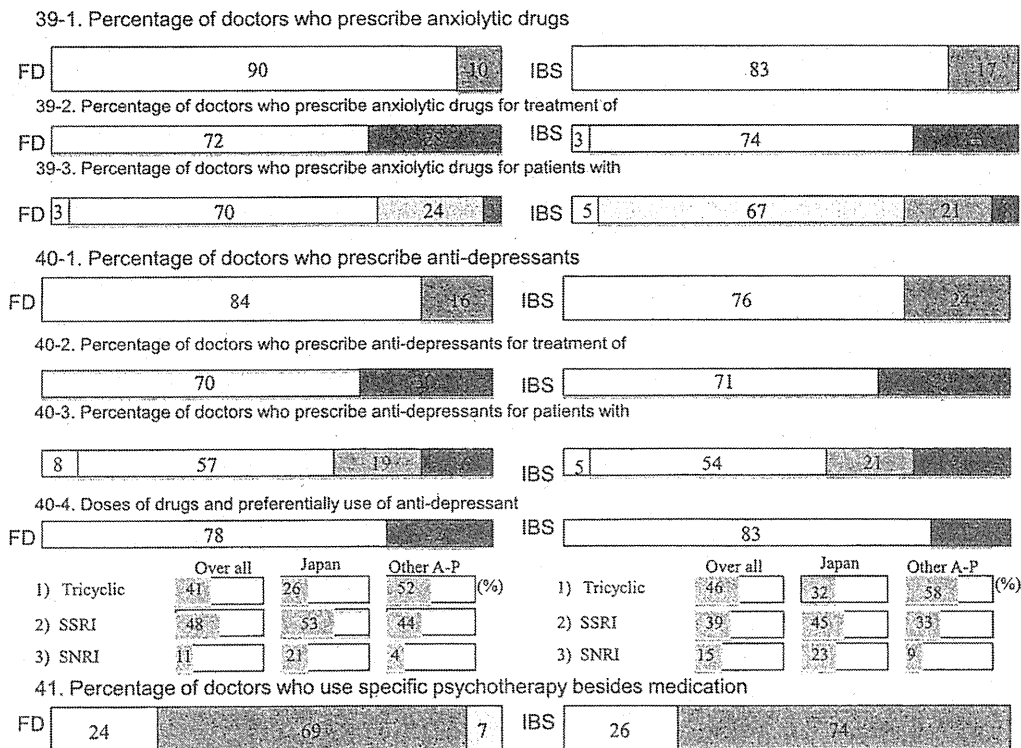 39-1. Percentage of doctors who prescribe anxiolytic drugs
FD 90 10 IBS 83 17
39-2. Percentage of doctors who prescribe anxiolytic drugs for treatment of
FD 72 IBS 3 74
39-3. Percentage of doctors who prescribe anxiolytic drugs for patients with
FD 3 70 24 IBS 5 67 21
40-1. Percentage of doctors who prescribe anti-depressants
FD 84 16 IBS 76 24
40-2. Percentage of doctors who prescribe anti-depressants for treatment of
70 30 IBS 71
40-3. Percentage of doctors who prescribe anti-depressants for patients with
8 57 19 IBS 5 54 21
40-4. Doses of drugs and preferentially use of anti-depressant
FD 78 IBS 83
Over all Japan Other A-P Over all Japan Other A-P
1) Tricyclic 41 26 52 (%) 1) Tricyclic 46 32 58 (%)
2) SSRI 48 53 44 2) SSRI 39 45 33
3) SNRI 11 21 4 3) SNRI 15 23 9
41. Percentage of doctors who use specific psychotherapy besides medication
FD 24 69 7 IBS 26 74